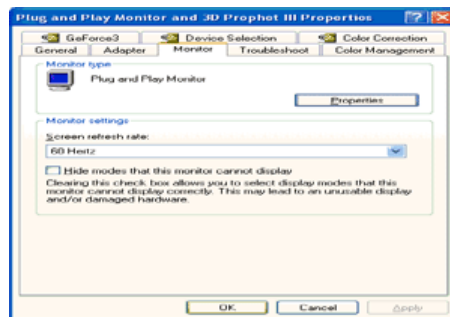 Plug and Play Monitor and 3D Prophet III Properties
GeForce3 Device Selection Color Correction
General Adapter Monitor Troubleshoot Color Management
Monitor type
Plug and Play Monitor
Properties
Monitor settings
Screen refresh rate:
60 Hertz
Hide modes that this monitor cannot display
Clearing this check box allows you to select display modes that this
monitor cannot display correctly. This may lead to an unusable display
and/or damaged hardware.
OK Cancel Apply